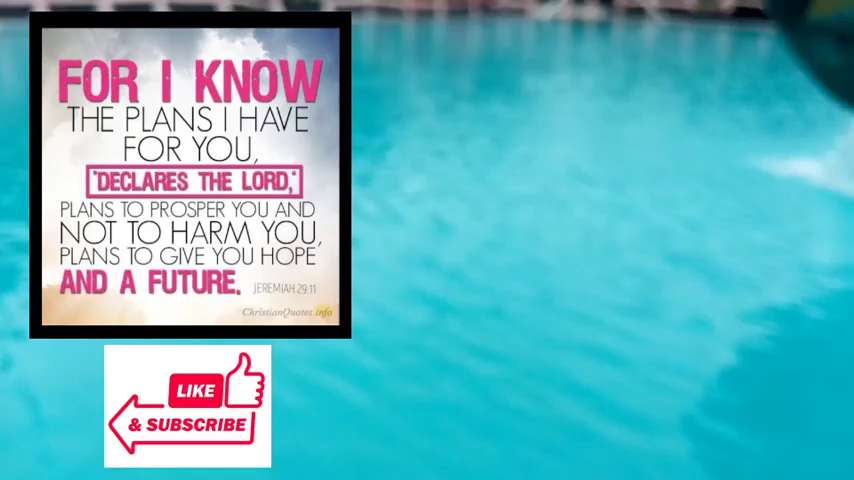 FOR I KNOW
THE PLANS I HAVE
FOR YOU,
"DECLARES THE LORD,"
PLANS TO PROSPER YOU AND
NOT TO HARM YOU,
PLANS TO GIVE YOU HOPE
AND A FUTURE. JEREMIAH 29:11
ChristianQuotes.info
LIKE
& SUBSCRIBE